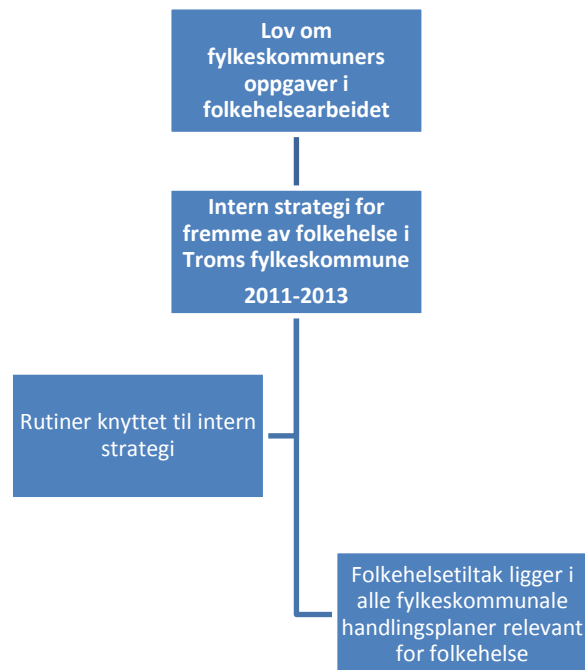 Lov om
fylkeskommuners
oppgaver i
folkehelsearbeidet
Intern strategi for
fremme av folkehelse i
Troms fylkeskommune
2011-2013
Rutiner knyttet til intern
strategi
Folkehelsetiltak ligger i
alle fylkeskommunale
handlingsplaner relevant
for folkehelse